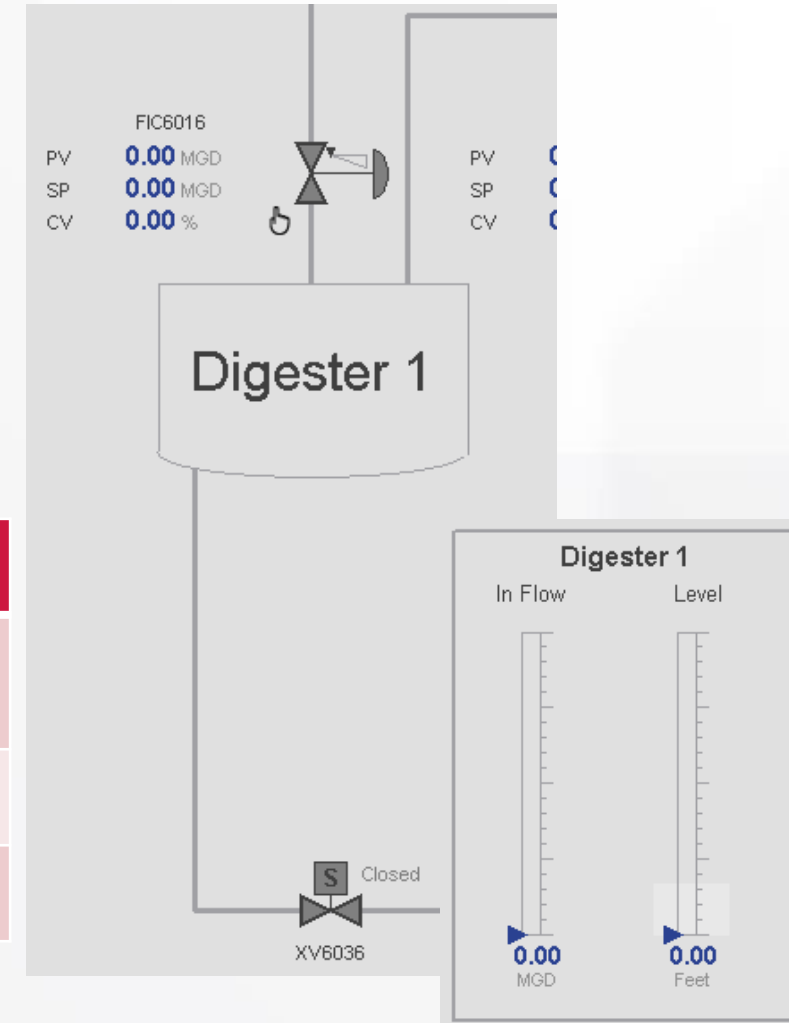 FIC6016
PV 0.00 MGD
SP 0.00 MGD
CV 0.00 %
PV
SP
CV
Digester 1
S Closed
XV6036
Digester 1
In Flow Level
0.00 0.00
MGD Feet